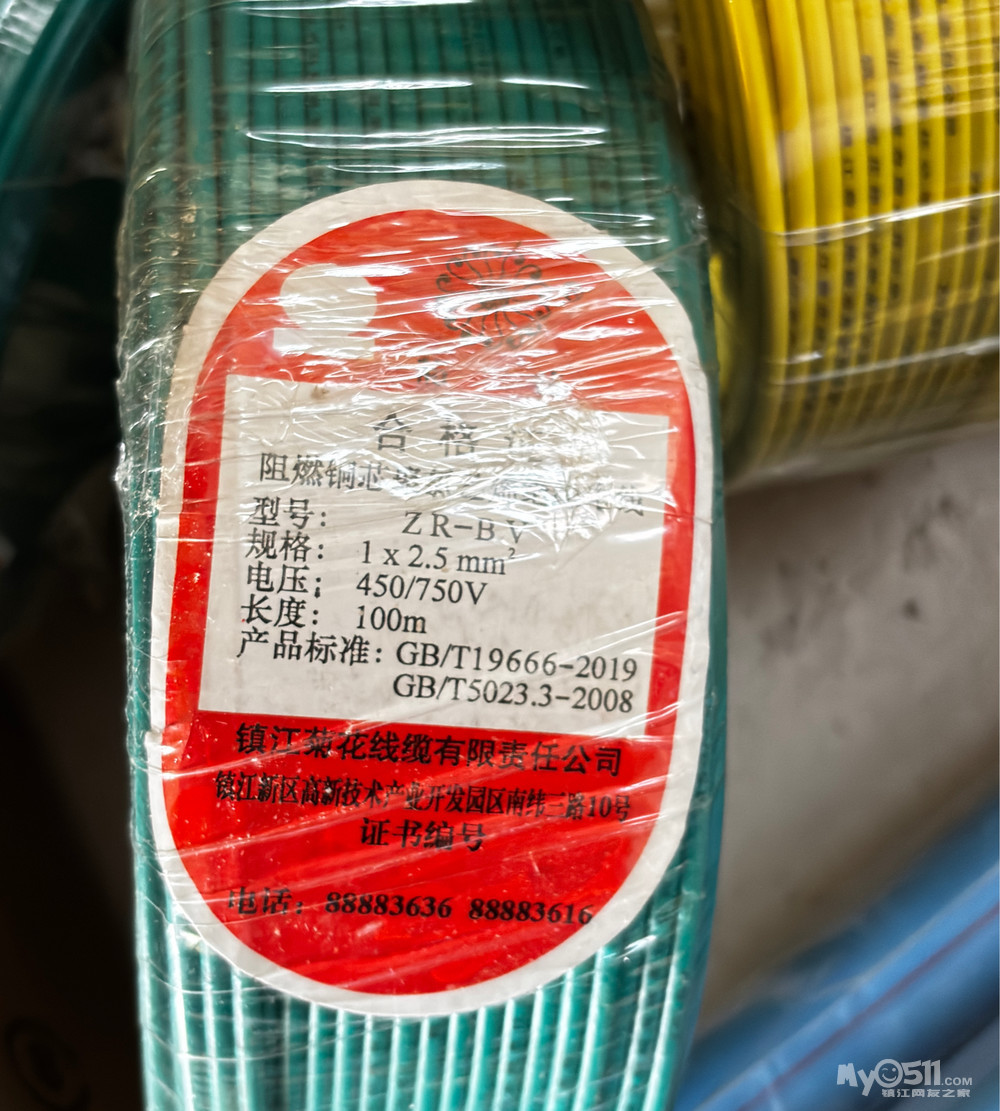 合格
阻燃铜芯
型号： ZR-BV
规格： 1 x 2.5 mm²
电压； 450/750V
长度： 100m
产品标准：GB/T19666-2019
GB/T5023.3-2008
镇江菊花线缆有限责任公司
镇江新区高新技术产业开发园区南纬三路10号
证书编号
电话： 88883636 88883616
My0511.COM
镇江网友之家